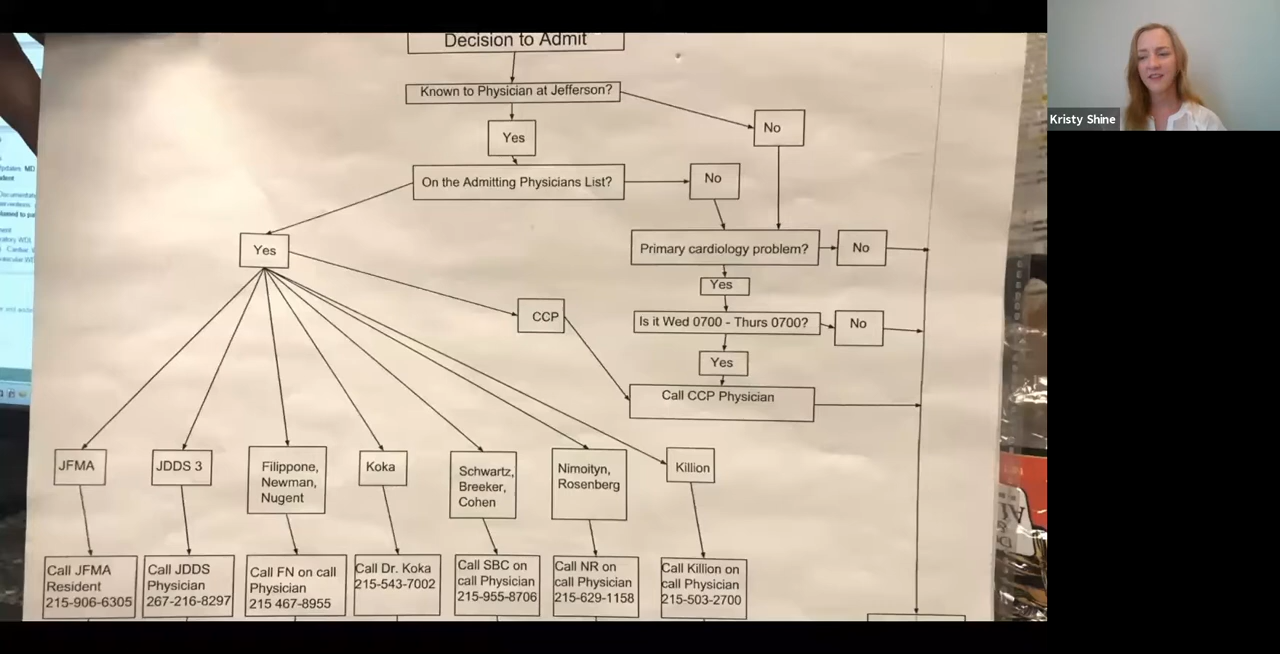 Decision to Admit
Known to Physician at Jefferson?
Yes
No
On the Admitting Physicians List?
No
Yes
Primary cardiology problem?
No
Yes
CCP
Is it Wed 0700 - Thurs 0700?
No
Yes
Call CCP Physician
JFMA
JDDS 3
Filippone,
Newman,
Nugent
Koka
Schwartz,
Breeker,
Cohen
Nimoityn,
Rosenberg
Killion
Call JFMA
Resident
215-906-6305
Call JDDS
Physician
267-216-8297
Call FN on call
Physician
215 467-8955
Call Dr. Koka
215-543-7002
Call SBC on
call Physician
215-955-8706
Call NR on
call Physician
215-629-1158
Call Killion on
call Physician
215-503-2700
Kristy Shine